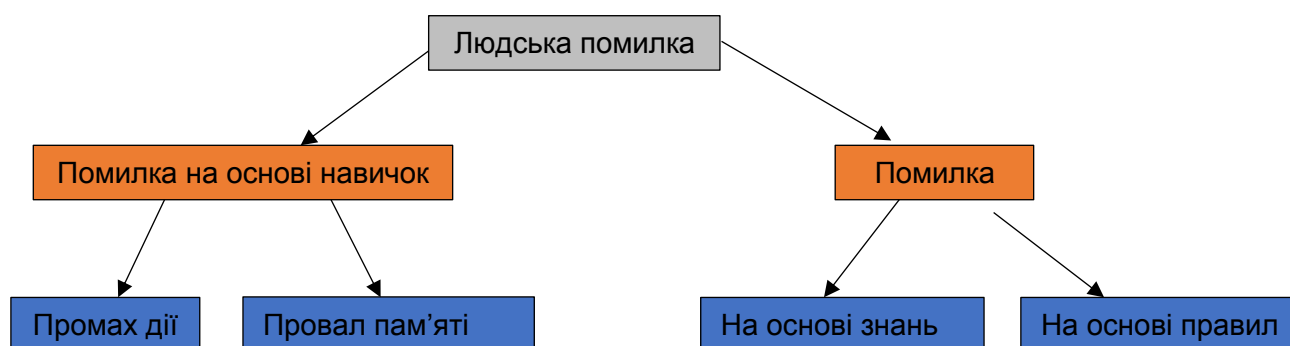 Людська помилка
Помилка на основі навичок
Помилка
Промах дії
Провал пам’яті
На основі знань
На основі правил